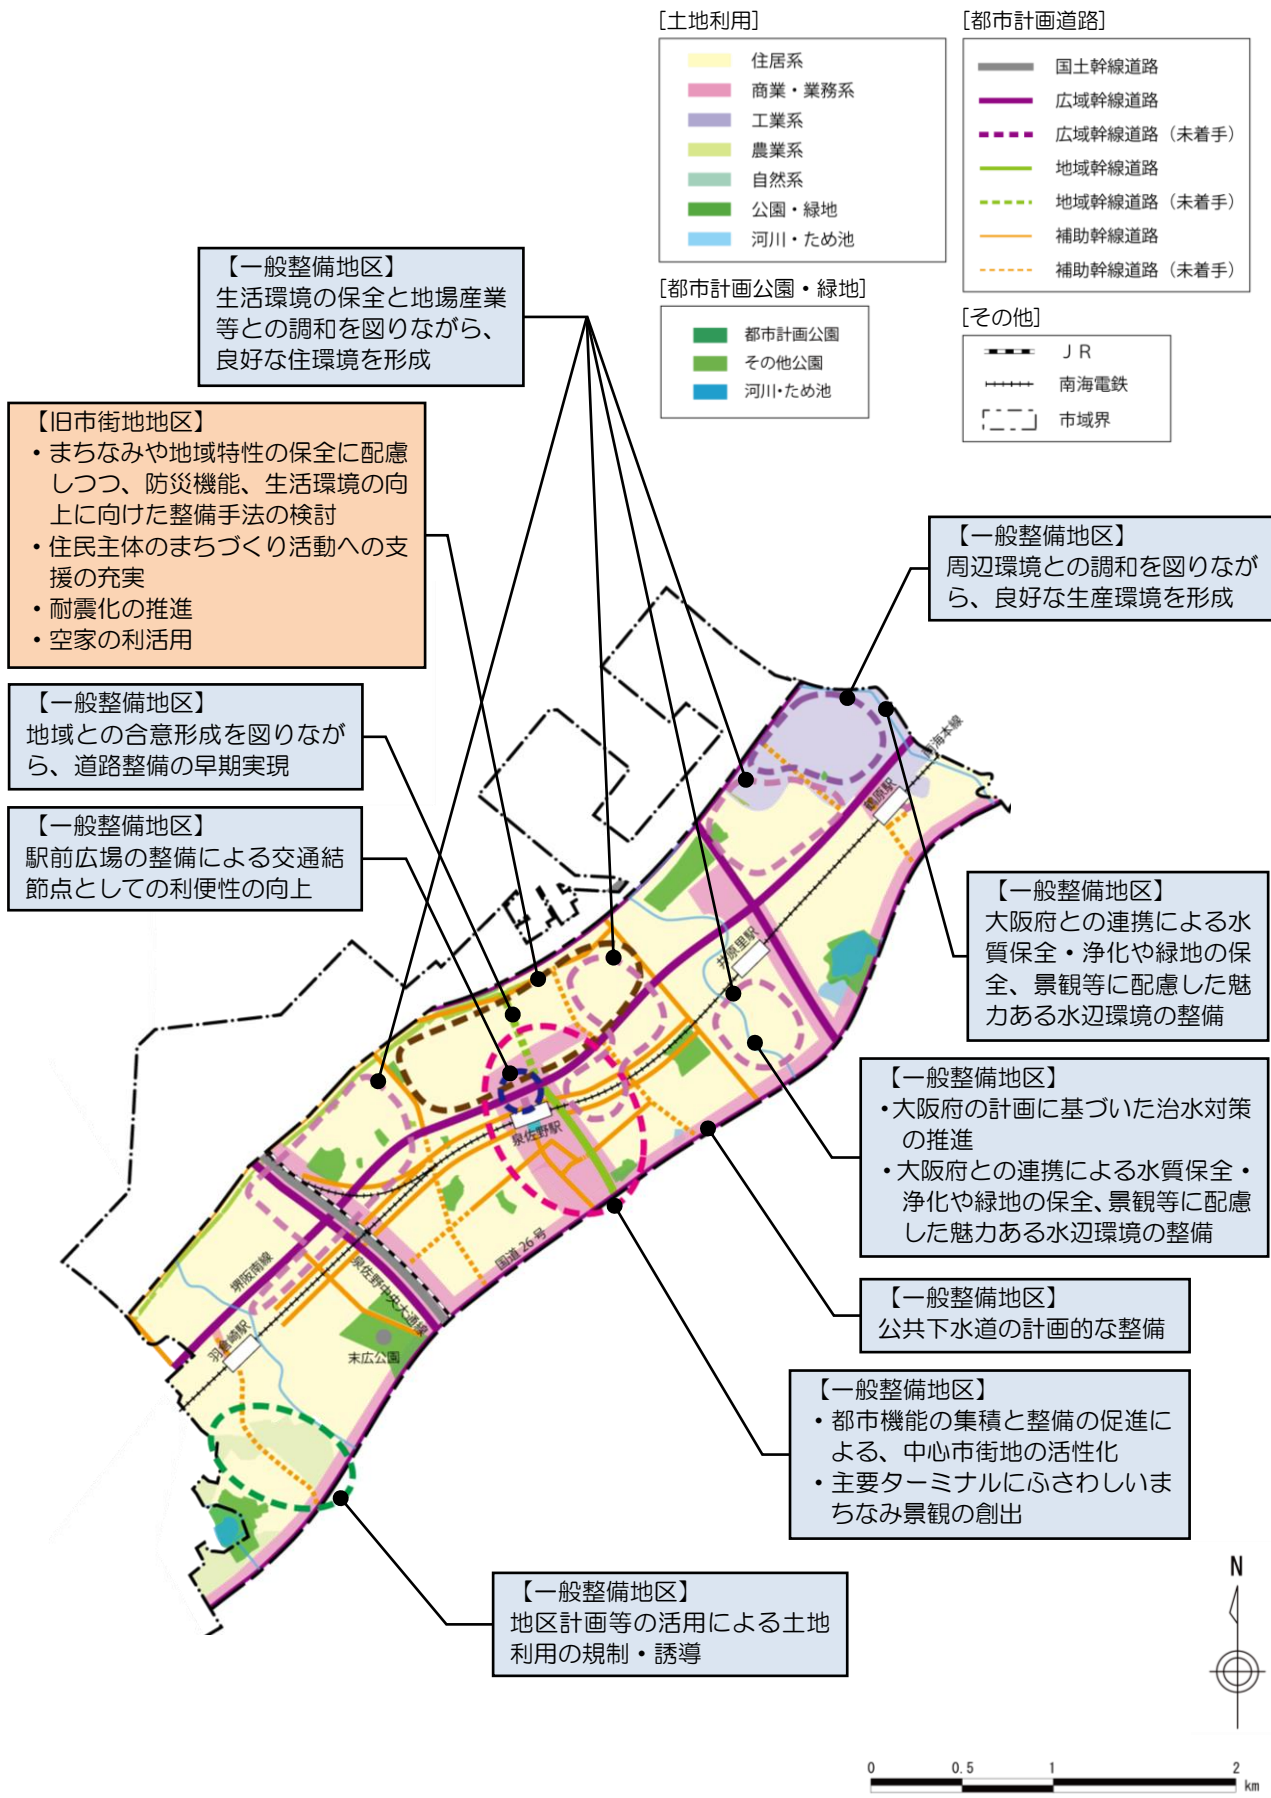 [土地利用]
住居系
商業・業務系
工業系
農業系
自然系
公園・緑地
河川・ため池
[都市計画道路]
国土幹線道路
広域幹線道路
広域幹線道路（未着手）
地域幹線道路
地域幹線道路（未着手）
補助幹線道路
補助幹線道路（未着手）
[都市計画公園・緑地]
都市計画公園
その他公園
河川・ため池
[その他]
ＪＲ
南海電鉄
市域界
【一般整備地区】
生活環境の保全と地場産業
等との調和を図りながら、
良好な住環境を形成
【旧市街地地区】
・まちなみや地域特性の保全に配慮
しつつ、防災機能、生活環境の向
上に向けた整備手法の検討
・住民主体のまちづくり活動への支
援の充実
・耐震化の推進
・空家の利活用
【一般整備地区】
周辺環境との調和を図りなが
ら、良好な生産環境を形成
【一般整備地区】
地域との合意形成を図りなが
ら、道路整備の早期実現
【一般整備地区】
駅前広場の整備による交通結
節点としての利便性の向上
【一般整備地区】
大阪府との連携による水
質保全・浄化や緑地の保
全、景観等に配慮した魅
力ある水辺環境の整備
【一般整備地区】
・大阪府の計画に基づいた治水対策
の推進
・大阪府との連携による水質保全・
浄化や緑地の保全、景観等に配慮
した魅力ある水辺環境の整備
【一般整備地区】
公共下水道の計画的な整備
【一般整備地区】
・都市機能の集積と整備の促進に
よる、中心市街地の活性化
・主要ターミナルにふさわしいま
ちなみ景観の創出
【一般整備地区】
地区計画等の活用による土地
利用の規制・誘導
南海本線
鶴原駅
井原里駅
泉佐野駅
国道26号
堺阪南線
泉佐野中央大通線
羽倉崎駅
末広公園
N
0 0.5 1 2
km